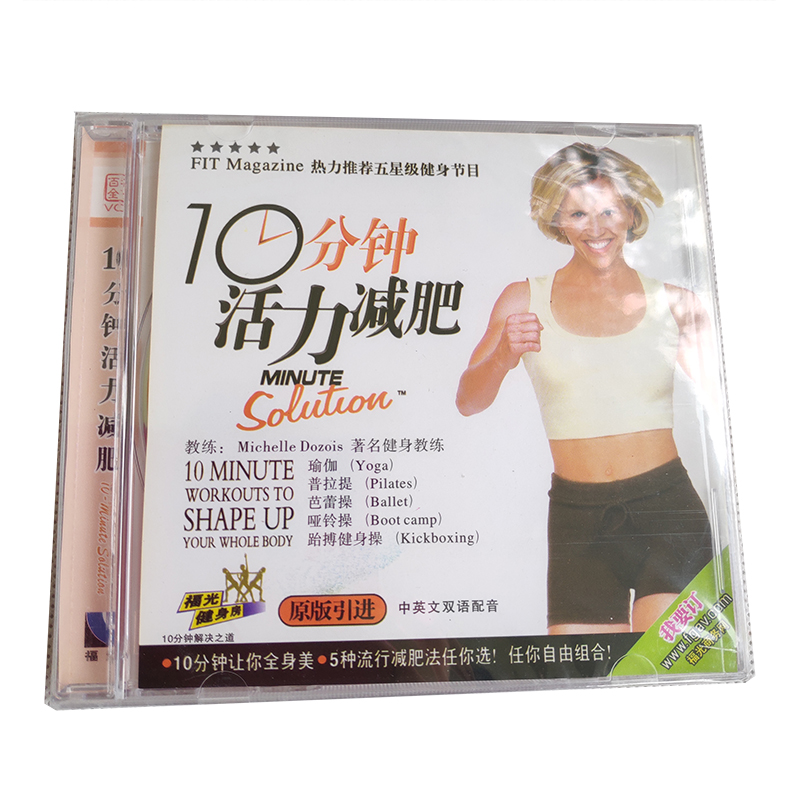 ★★★★★
FIT Magazine 热力推荐五星级健身节目
10分钟
活力减肥
MINUTE
Solution™
教练：Michelle Dozois 著名健身教练
10 MINUTE
WORKOUTS TO
SHAPE UP
YOUR WHOLE BODY
瑜伽（Yoga）
普拉提（Pilates）
芭蕾操（Ballet）
哑铃操（Boot camp）
跆搏健身操（Kickboxing）
福光
健身房
10分钟解决之道
原版引进
中英文双语配音
•10分钟让你全身美•5种流行减肥法任你选！任你自由组合！
我要订
10分钟活力减肥
10-Minute Solution
福